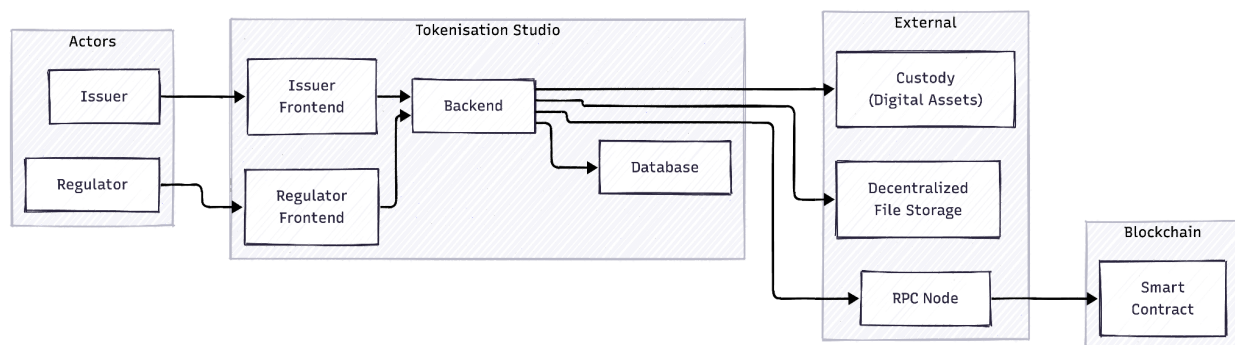 Actors
Issuer
Regulator
Tokenisation Studio
Issuer
Frontend
Regulator
Frontend
Backend
Database
External
Custody
(Digital Assets)
Decentralized
File Storage
RPC Node
Blockchain
Smart
Contract